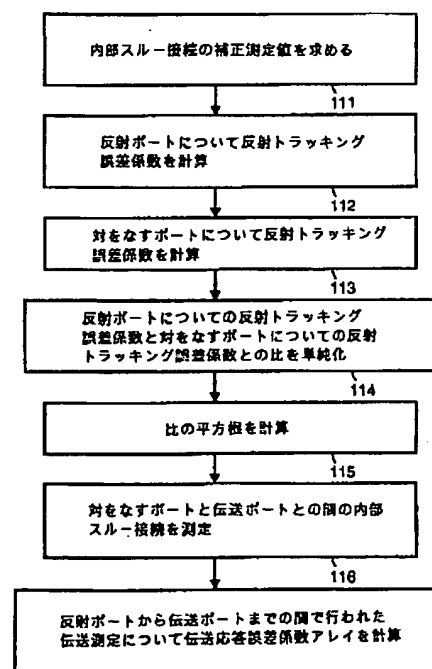 内部スルー接続の補正測定値を求める
111
反射ポートについて反射トラッキング
誤差係数を計算
112
対をなすポートについて反射トラッキング
誤差係数を計算
113
反射ポートについての反射トラッキング
誤差係数と対をなすポートについての反射
トラッキング誤差係数との比を単純化
114
比の平方根を計算
115
対をなすポートと伝送ポートとの間の内部
スルー接続を測定
116
反射ポートから伝送ポートまでの間で行われた
伝送測定について伝送応答誤差係数アレイを計算